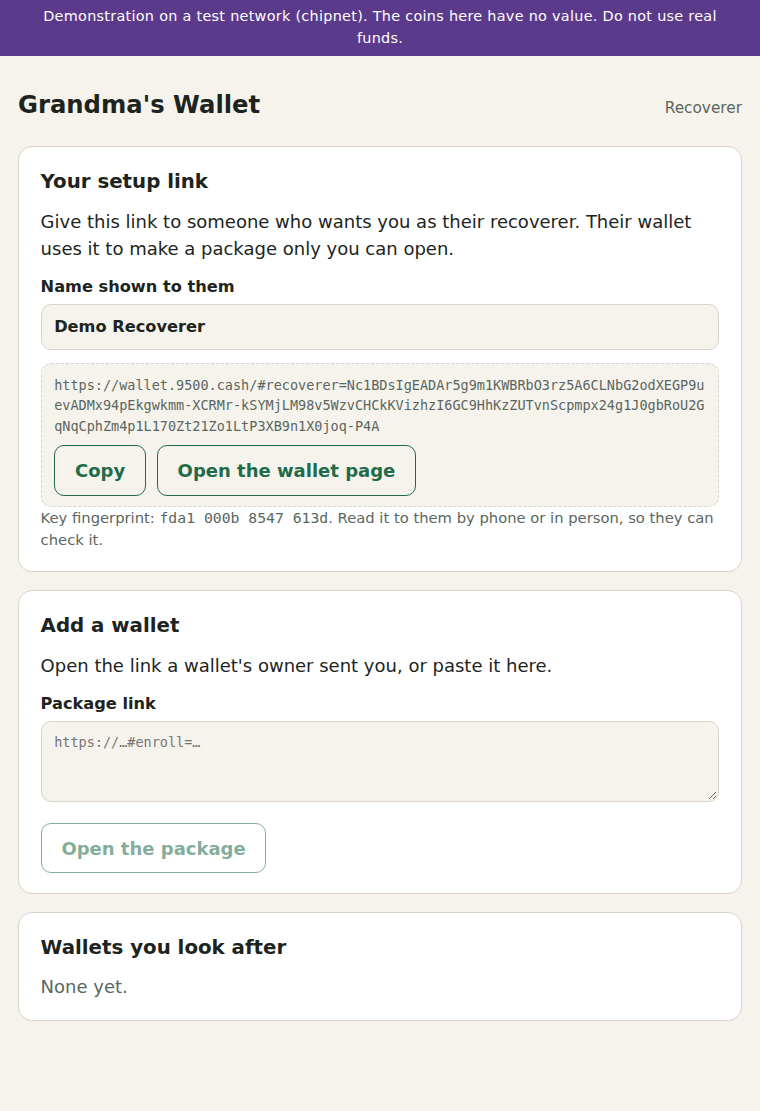 Demonstration on a test network (chipnet). The coins here have no value. Do not use real
funds.
Grandma's Wallet
Recoverer
Your setup link
Give this link to someone who wants you as their recoverer. Their wallet
uses it to make a package only you can open.
Name shown to them
Demo Recoverer
https://wallet.9500.cash/#recoverer=Nc1BDsIgEADAr5g9m1KWBRbO3rz5A6CLNbG2odXEGP9u
evADMx94pEkgwkmm-XCRMr-kSYMjLM98v5WzvCHCkKVizhzI6GC9HhKzZUTvnScpmpx24g1J0gbRoU2G
qNqCphZm4p1L170Zt21Zo1LtP3XB9n1X0joq-P4A
Copy
Open the wallet page
Key fingerprint: fda1 000b 8547 613d. Read it to them by phone or in person, so they can
check it.
Add a wallet
Open the link a wallet's owner sent you, or paste it here.
Package link
https://…#enroll=…
Open the package
Wallets you look after
None yet.